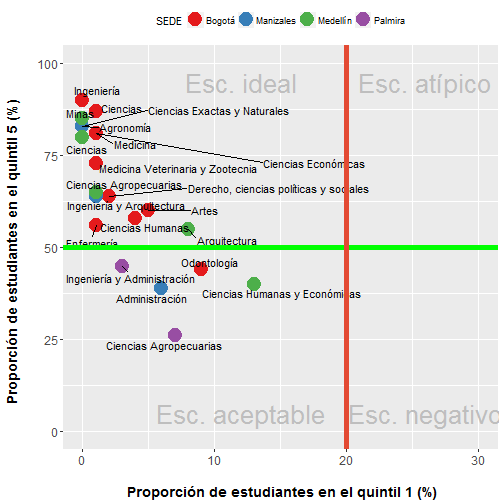 SEDE Bogotá Manizales Medellín Palmira
Esc. ideal
Esc. atípico
Ingeniería
Ciencias
Minas
Ciencias Exactas y Naturales
Agronomía
Medicina
Ciencias
Ciencias Económicas
Medicina Veterinaria y Zootecnia
Ciencias Agropecuarias
Derecho, ciencias políticas y sociales
Ingeniería y Arquitectura
Artes
Ciencias Humanas
Enfermería
Arquitectura
Odontología
Ingeniería y Administración
Administración
Ciencias Humanas y Económicas
Ciencias Agropecuarias
Esc. aceptable
Esc. negativo
100
75
50
25
0
0 10 20 30
Proporción de estudiantes en el quintil 5 (%)
Proporción de estudiantes en el quintil 1 (%)